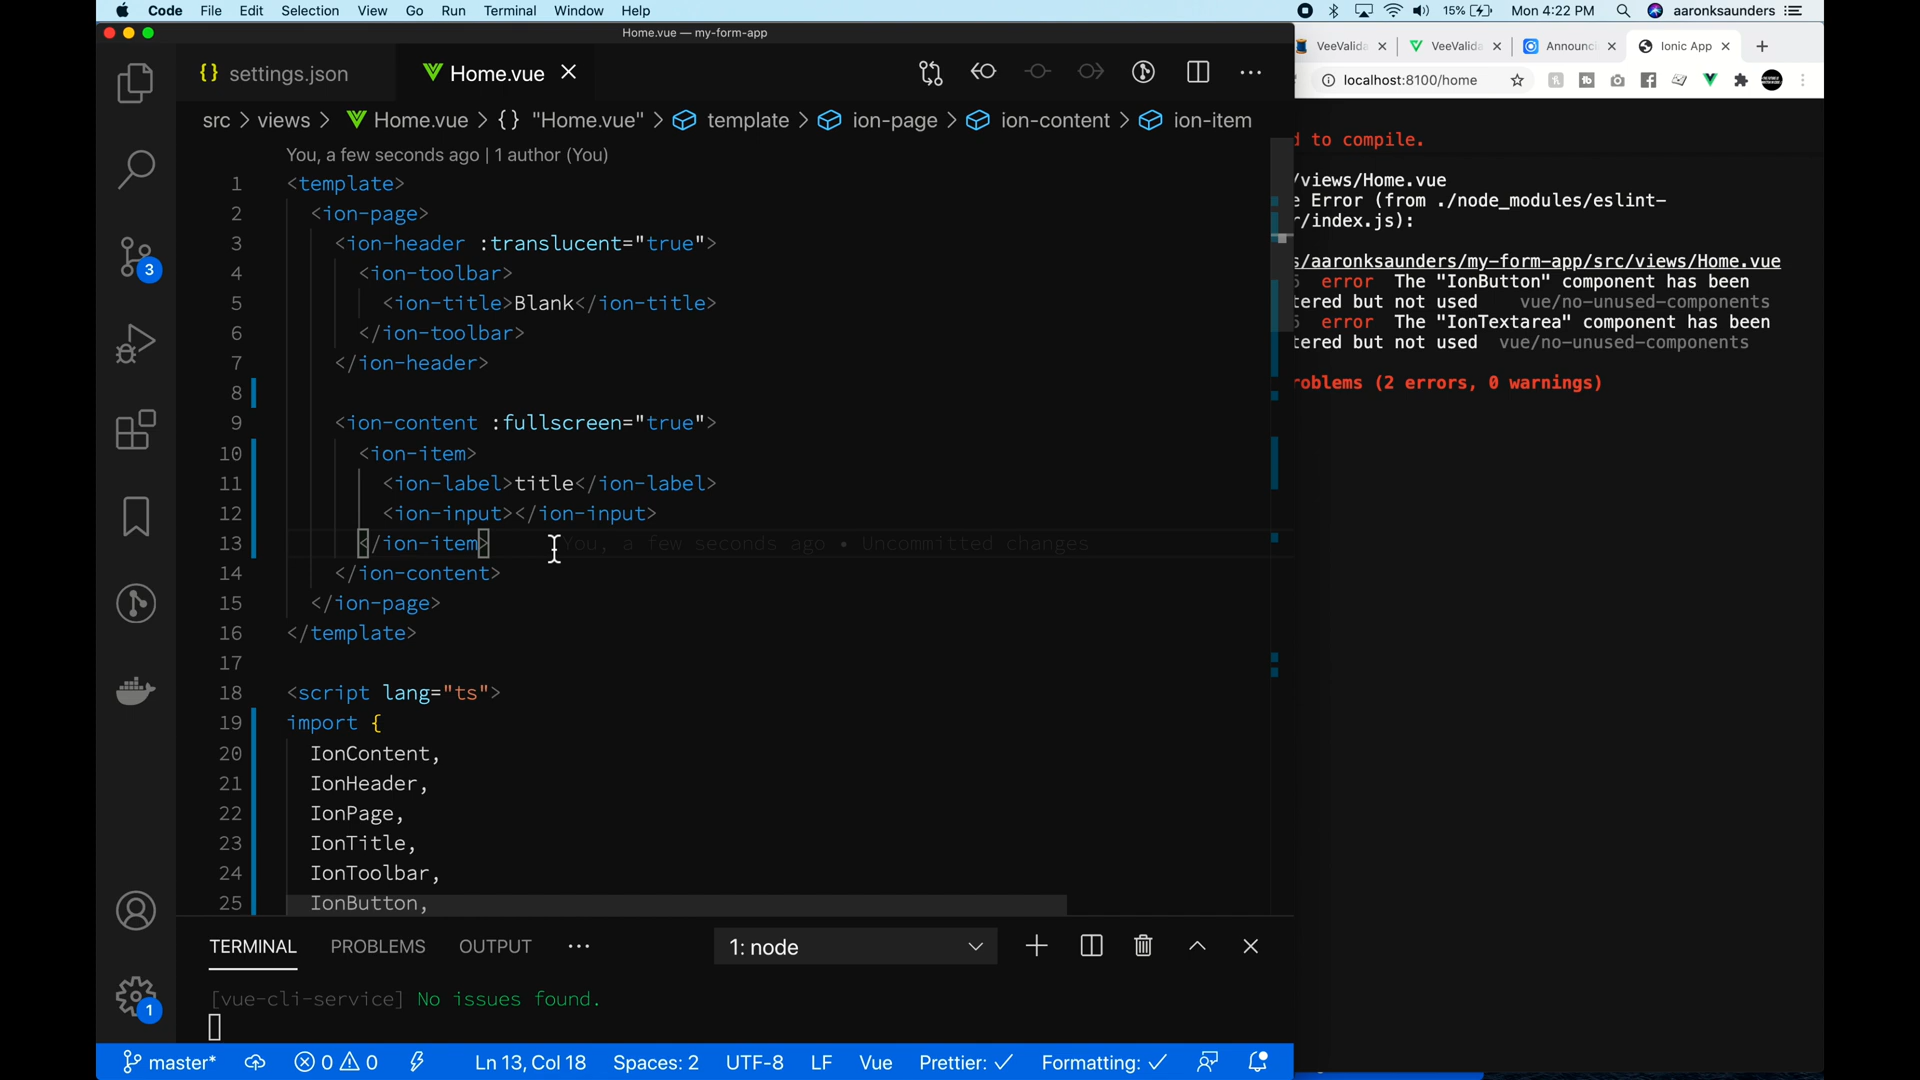 Code File Edit Selection View Go Run Terminal Window Help 15% Mon 4:22 PM aaronksaunders
Home.vue — my-form-app
{} settings.json Home.vue
VeeValida VeeValida Announci Ionic App
localhost:8100/home
src > views > Home.vue > {} "Home.vue" > template > ion-page > ion-content > ion-item
You, a few seconds ago | 1 author (You)
1 <template>
2 <ion-page>
3 <ion-header :translucent="true">
4 <ion-toolbar>
5 <ion-title>Blank</ion-title>
6 </ion-toolbar>
7 </ion-header>
8
9 <ion-content :fullscreen="true">
10 <ion-item>
11 <ion-label>title</ion-label>
12 <ion-input></ion-input>
13 </ion-item> You, a few seconds ago • Uncommitted changes
14 </ion-content>
15 </ion-page>
16 </template>
17
18 <script lang="ts">
19 import {
20 IonContent,
21 IonHeader,
22 IonPage,
23 IonTitle,
24 IonToolbar,
25 IonButton,
3
1
TERMINAL PROBLEMS OUTPUT ··· 1: node
[vue-cli-service] No issues found.
master* 0 0 Ln 13, Col 18 Spaces: 2 UTF-8 LF Vue Prettier: ✓ Formatting: ✓
to compile.
/views/Home.vue
Error (from ./node_modules/eslint-
r/index.js):
s/aaronksaunders/my-form-app/src/views/Home.vue
error The "IonButton" component has been
tered but not used vue/no-unused-components
error The "IonTextarea" component has been
tered but not used vue/no-unused-components
roblems (2 errors, 0 warnings)